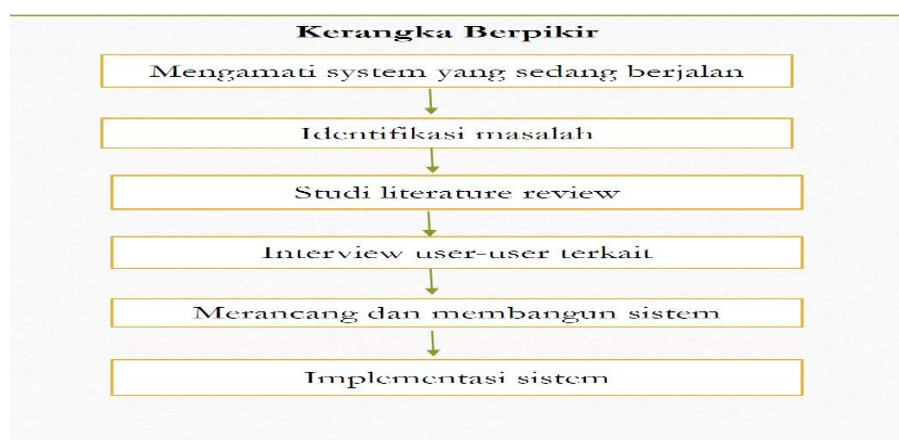 Kerangka Berpikir
Mengamati system yang sedang berjalan
Identifikasi masalah
Studi literature review
Interview user-user terkait
Merancang dan membangun sistem
Implementasi sistem